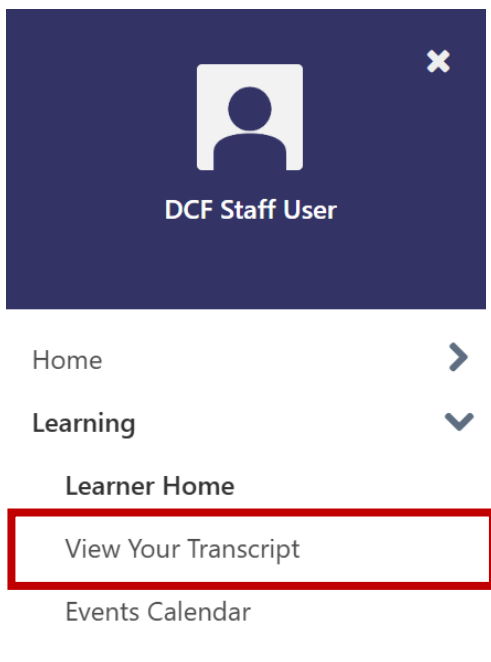 DCF Staff User
Home
Learning
Learner Home
View Your Transcript
Events Calendar